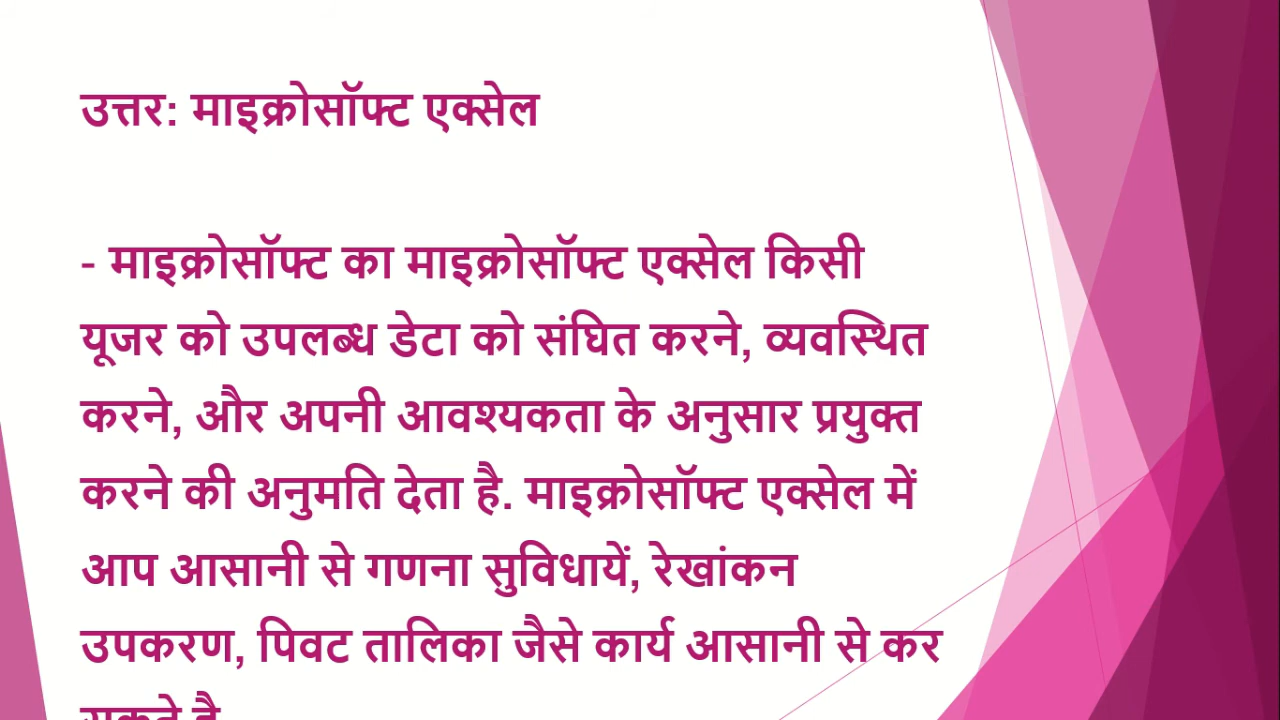 उत्तर: माइक्रोसॉफ्ट एक्सेल
- माइक्रोसॉफ्ट का माइक्रोसॉफ्ट एक्सेल किसी
यूजर को उपलब्ध डेटा को संघित करने, व्यवस्थित
करने, और अपनी आवश्यकता के अनुसार प्रयुक्त
करने की अनुमति देता है. माइक्रोसॉफ्ट एक्सेल में
आप आसानी से गणना सुविधायें, रेखांकन
उपकरण, पिवट तालिका जैसे कार्य आसानी से कर